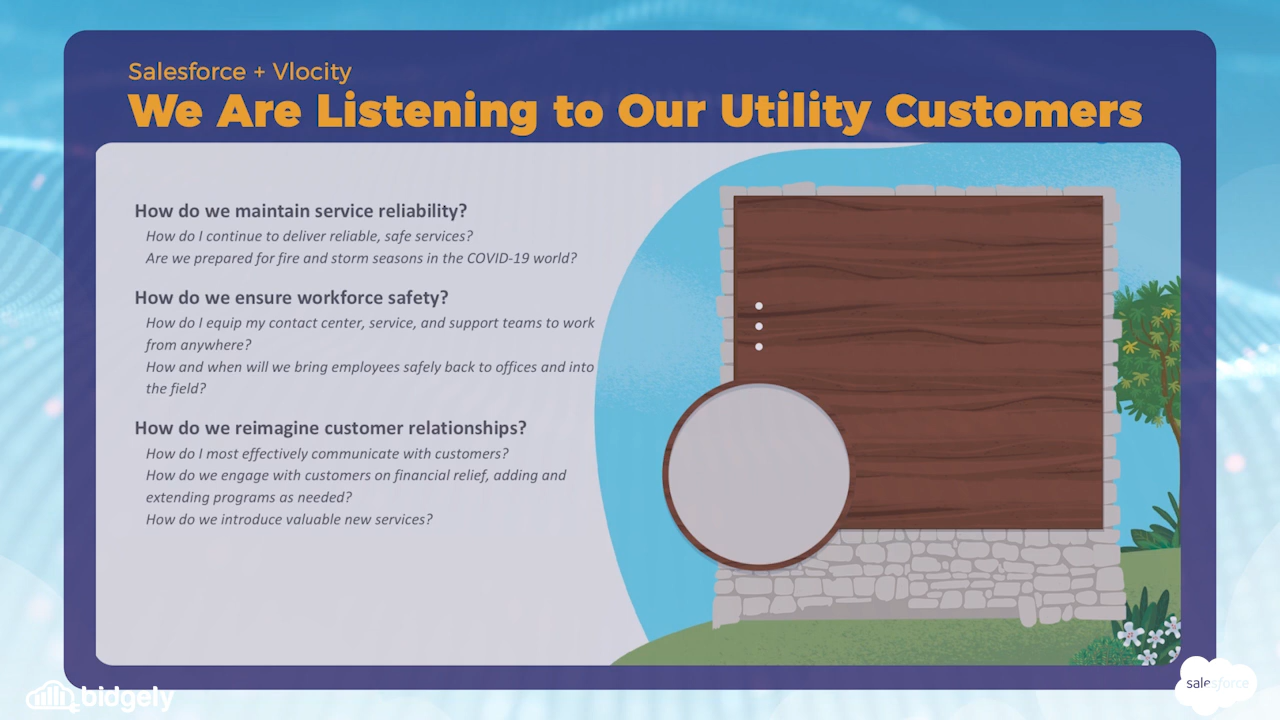 Salesforce + Vlocity
We Are Listening to Our Utility Customers
How do we maintain service reliability?
How do I continue to deliver reliable, safe services?
Are we prepared for fire and storm seasons in the COVID-19 world?
How do we ensure workforce safety?
How do I equip my contact center, service, and support teams to work
from anywhere?
How and when will we bring employees safely back to offices and into
the field?
How do we reimagine customer relationships?
How do I most effectively communicate with customers?
How do we engage with customers on financial relief, adding and
extending programs as needed?
How do we introduce valuable new services?
bidgely
salesforce